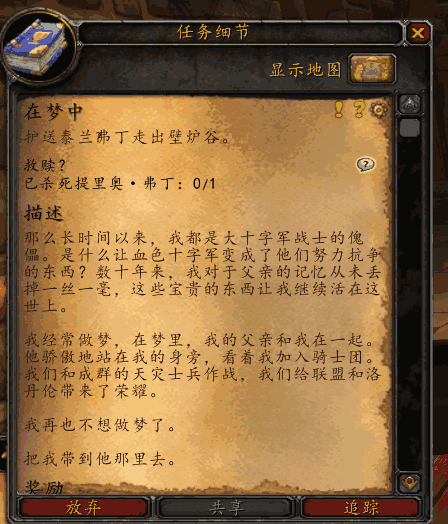 任务细节
显示地图
在梦中
护送泰兰弗丁走出壁炉谷。
救赎?
已杀死提里奥·弗丁: 0/1
描述
那么长时间以来，我都是大十字军战士的傀
儡。是什么让血色十字军变成了他们努力抗争
的东西？数十年来，我对于父亲的记忆从未丢
掉一丝一毫，这些宝贵的东西让我继续活在这
世上。
我经常做梦，在梦里，我的父亲和我在一起。
他骄傲地站在我的身旁，看着我加入骑士团。
我们和成群的天灾士兵作战，我们给联盟和洛
丹伦带来了荣耀。
我再也不想做梦了。
把我带到他那里去。
奖励
放弃
共享
追踪